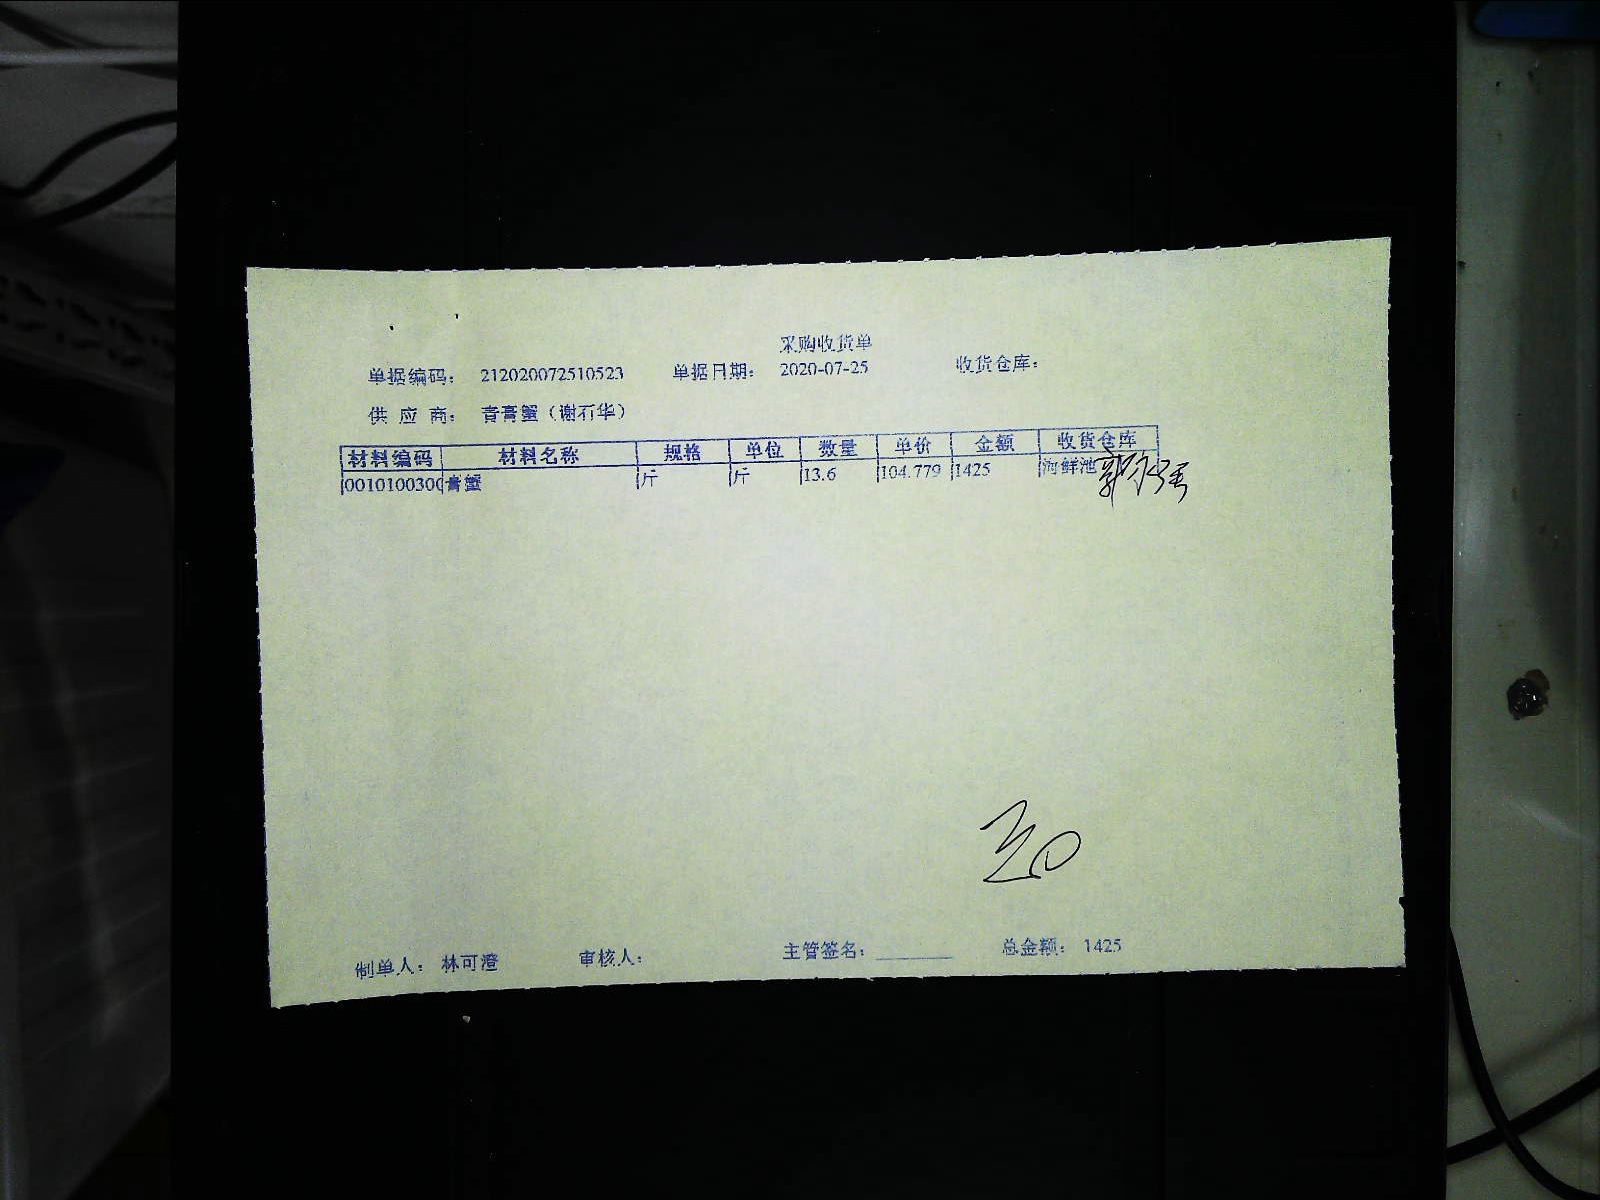 采购收货单
单据编码: 212020072510523 单据日期: 2020-07-25 收货仓库:
供 应 商: 青膏蟹（谢石华）
材料编码 材料名称 规格 单位 数量 单价 金额 收货仓库
0010100300 膏蟹 斤 斤 13.6 104.779 1425 海鲜池
制单人: 林可澄 审核人: 主管签名: ________ 总金额: 1425